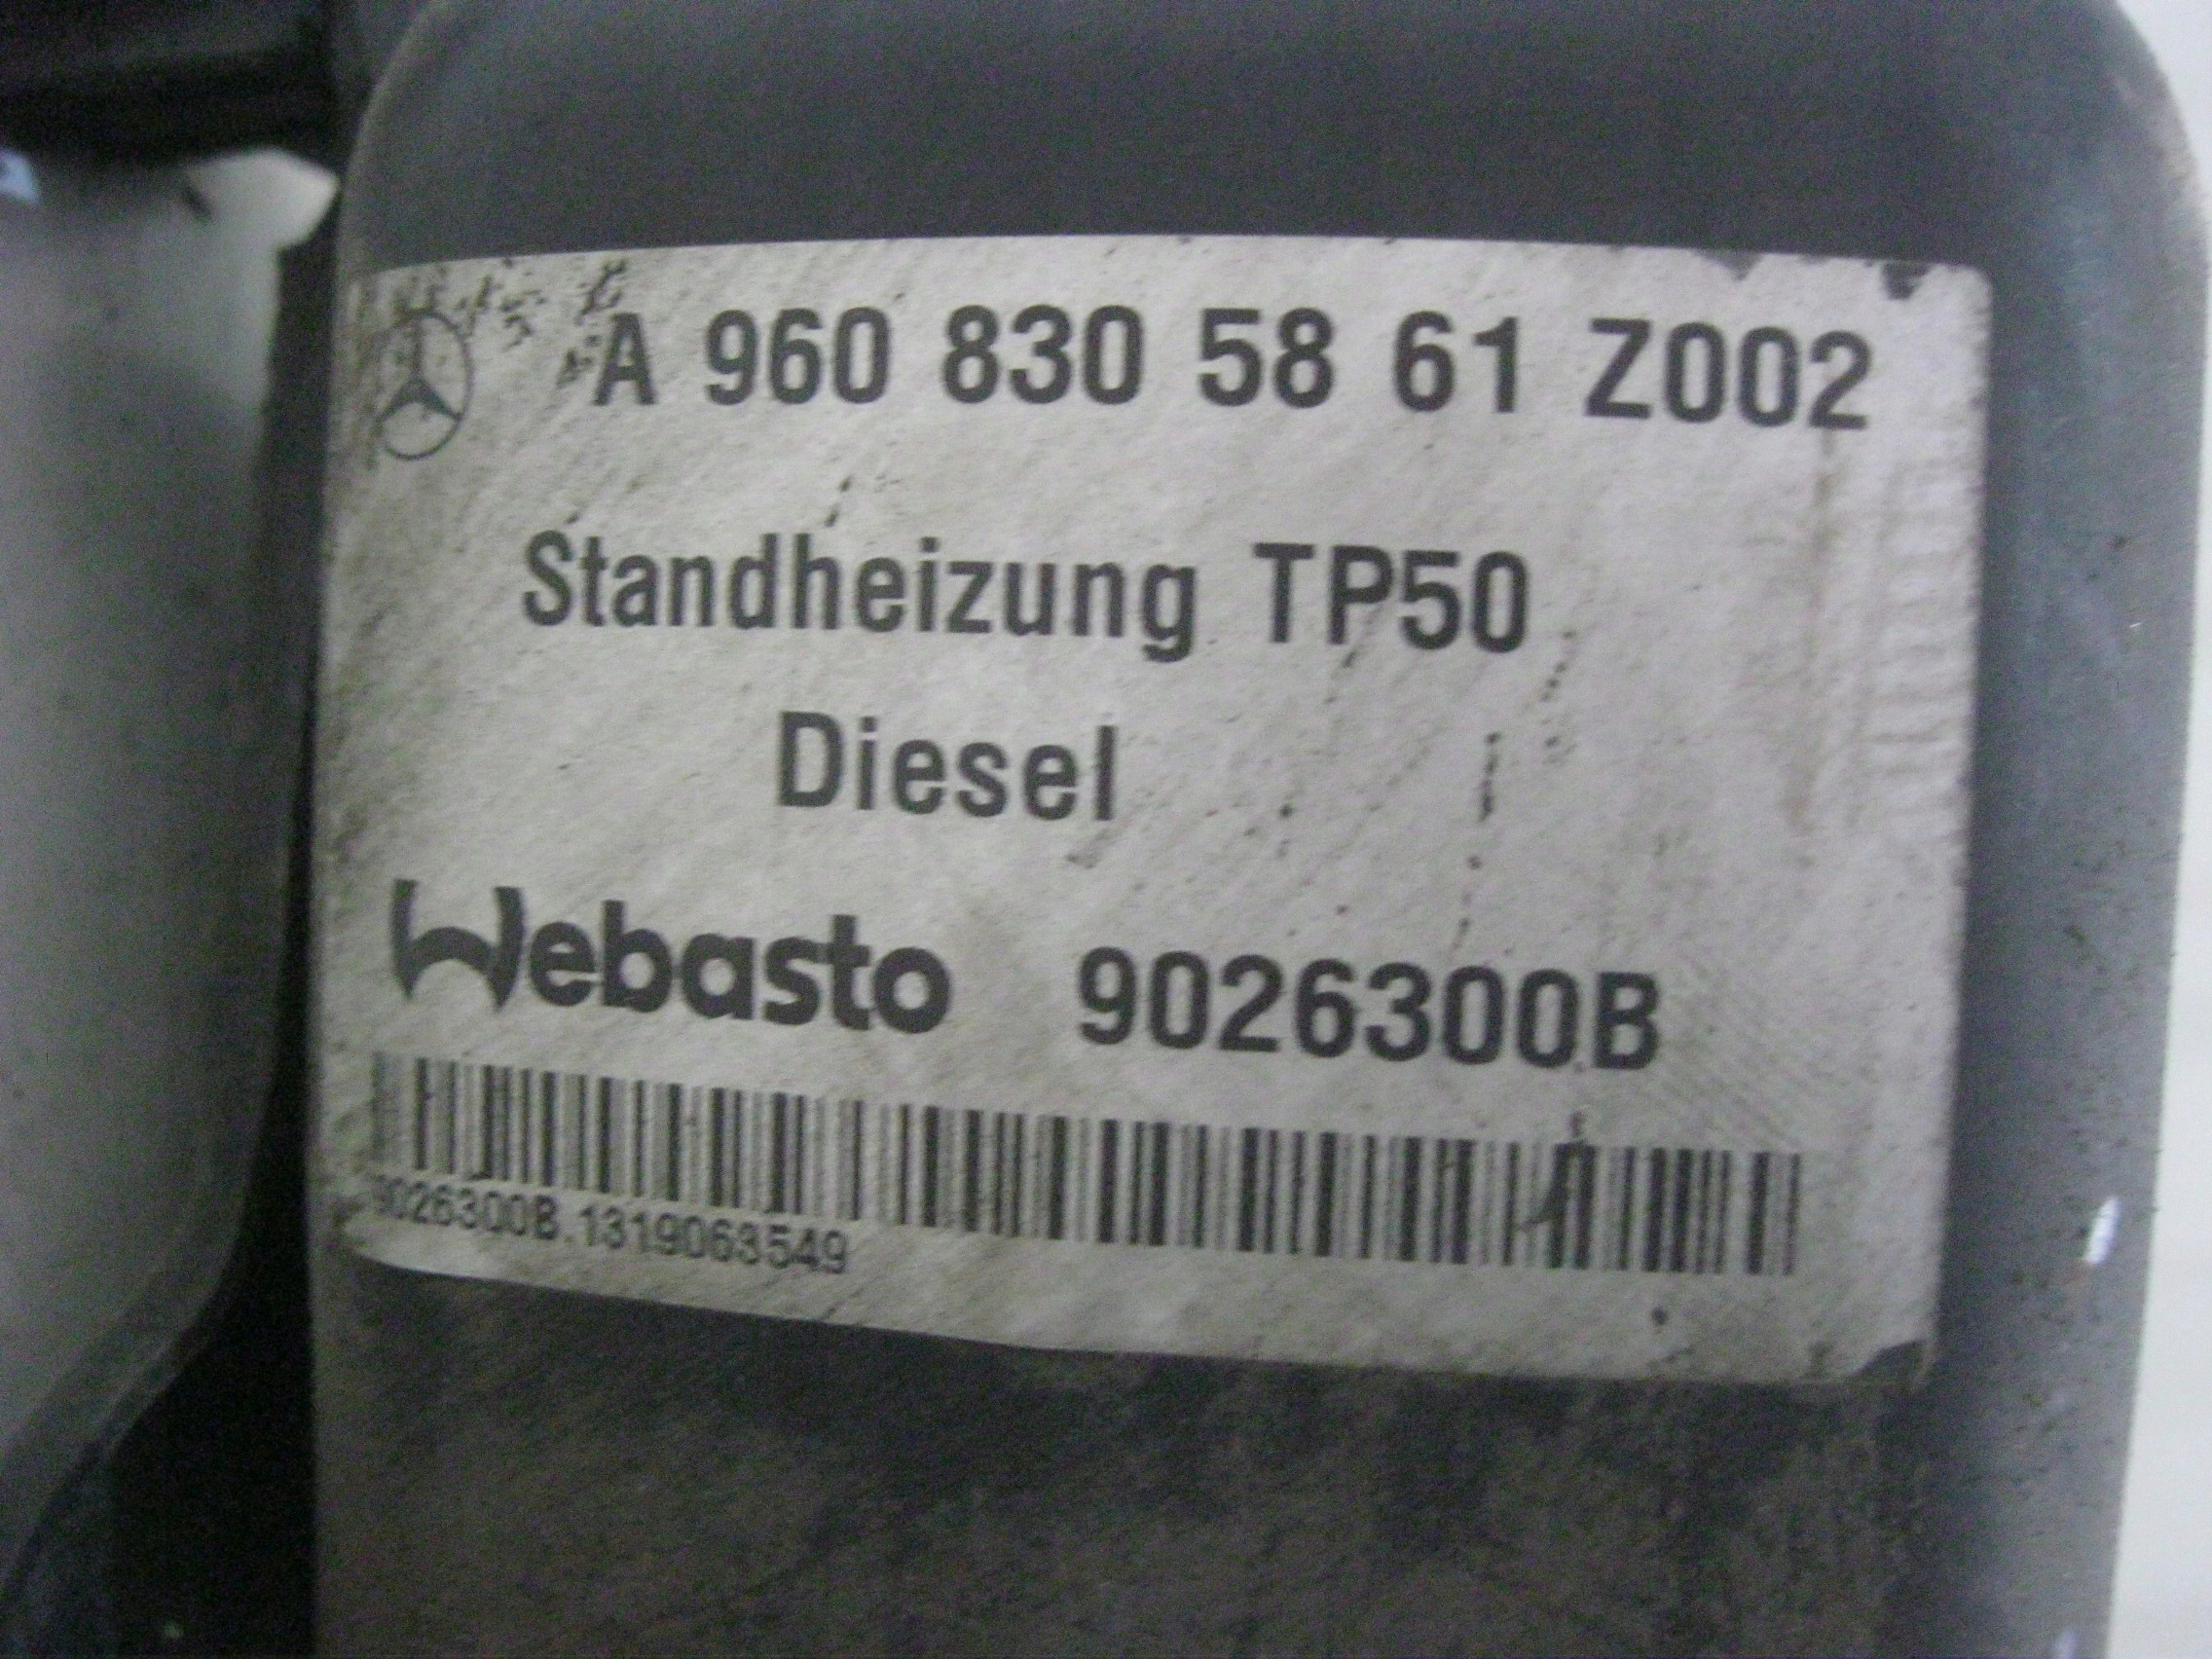 A 960 830 58 61 Z002
Standheizung TP50
Diesel
Webasto 9026300B
9026300B.1319063549